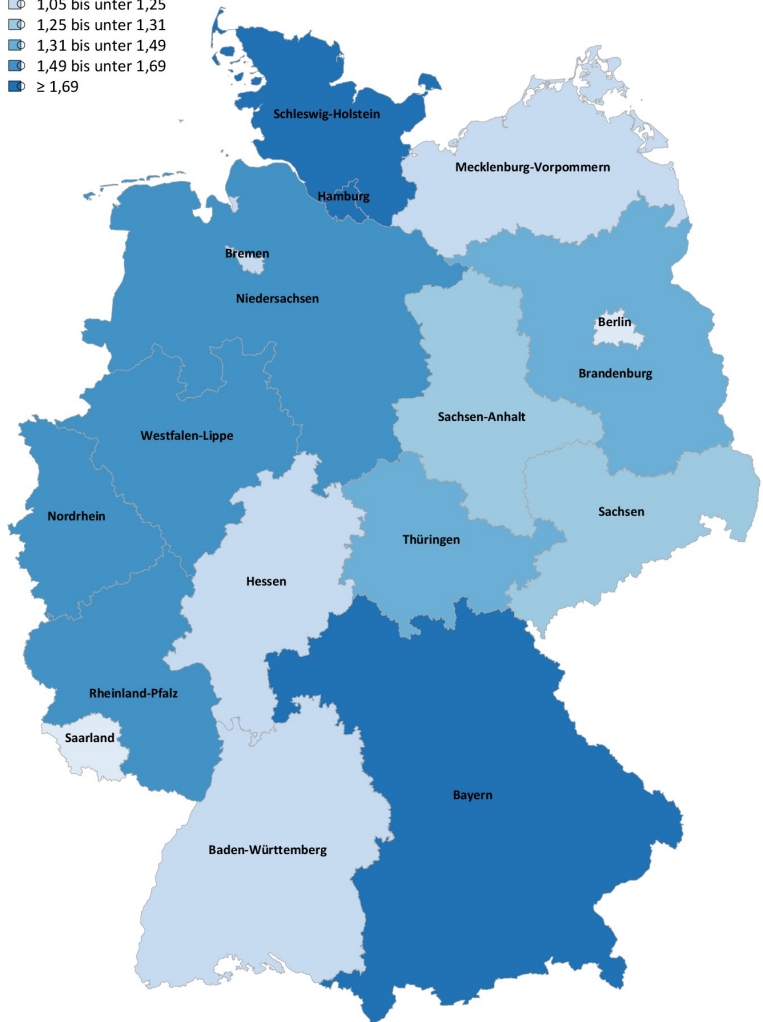 1,05 bis unter 1,25
1,25 bis unter 1,31
1,31 bis unter 1,49
1,49 bis unter 1,69
≥ 1,69
Schleswig-Holstein
Mecklenburg-Vorpommern
Hamburg
Bremen
Niedersachsen
Berlin
Brandenburg
Sachsen-Anhalt
Westfalen-Lippe
Nordrhein
Sachsen
Thüringen
Hessen
Rheinland-Pfalz
Saarland
Bayern
Baden-Württemberg